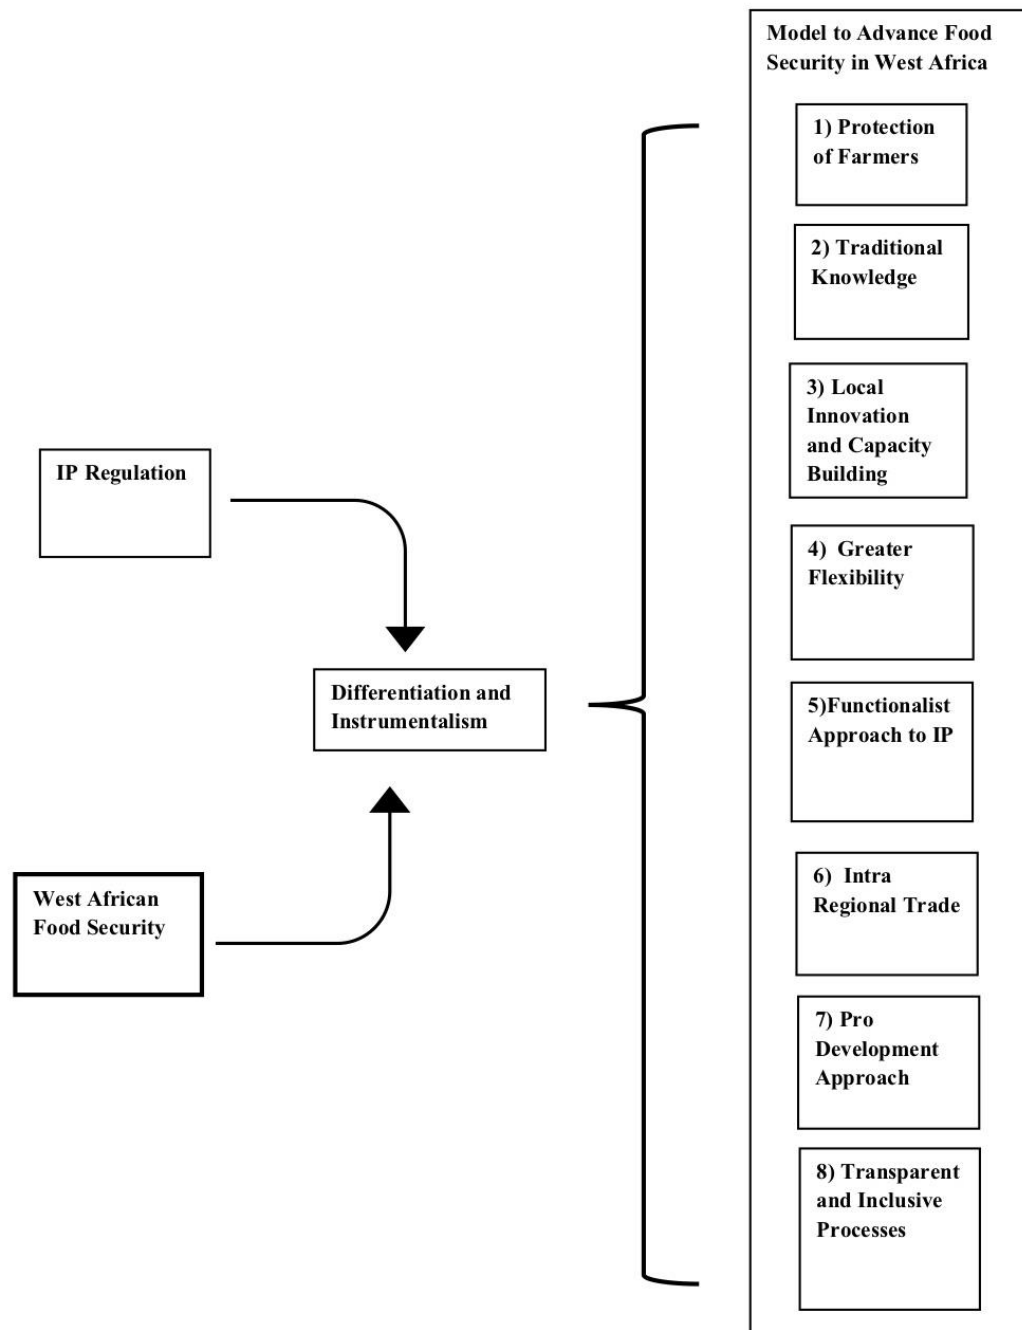 Model to Advance Food
Security in West Africa
1) Protection
of Farmers
2) Traditional
Knowledge
3) Local
Innovation
and Capacity
Building
IP Regulation
4) Greater
Flexibility
Differentiation and
Instrumentalism
5)Functionalist
Approach to IP
West African
Food Security
6) Intra
Regional Trade
7) Pro
Development
Approach
8) Transparent
and Inclusive
Processes